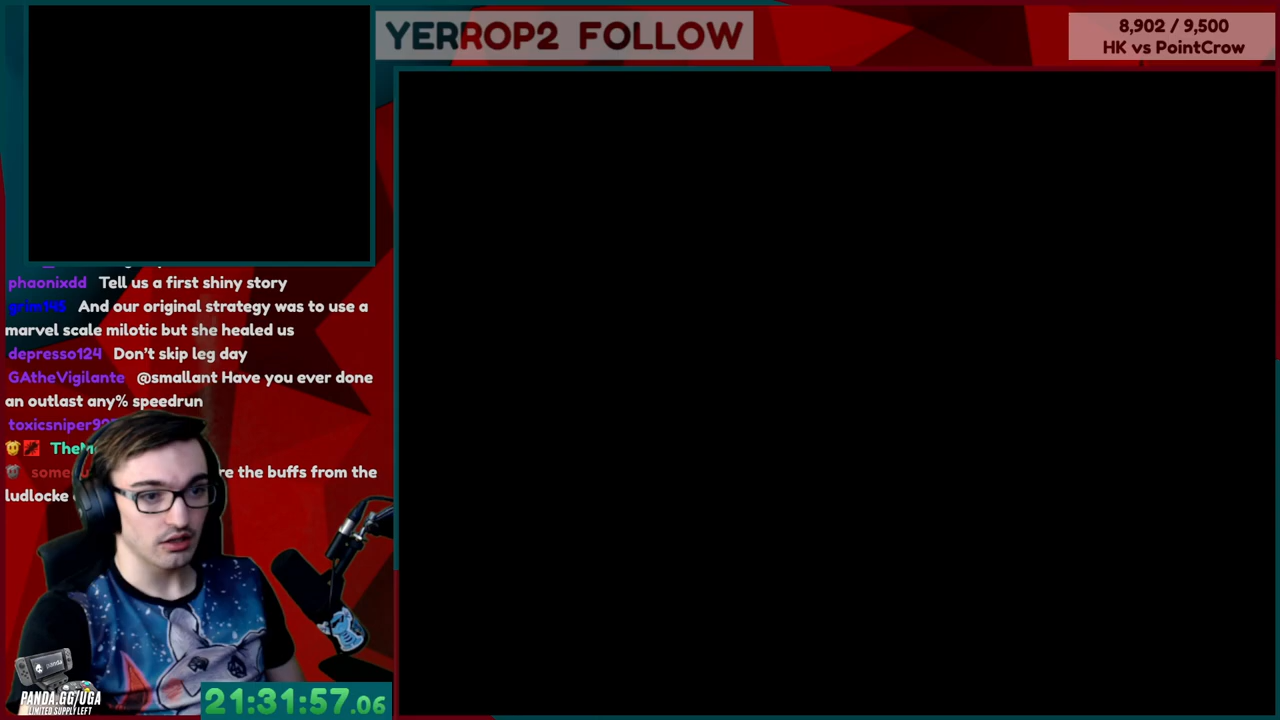 YERROP2 FOLLOW
8,902 / 9,500
HK vs PointCrow
phaonixdd Tell us a first shiny story
grim145 And our original strategy was to use a
marvel scale milotic but she healed us
depresso124 Don't skip leg day
GAtheVigilante @smallant Have you ever done
an outlast any% speedrun
re the buffs from the
ludlocke
PANDA.GG/UGA
LIMITED SUPPLY LEFT
21:31:57.06